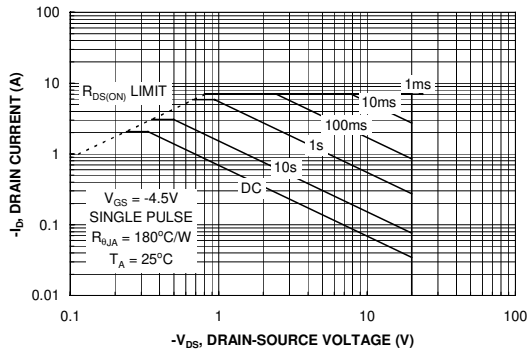 100
10
1
0.1
0.01
-I_D, DRAIN CURRENT (A)
R_DS(ON) LIMIT
1ms
10ms
100ms
1s
10s
DC
V_GS = -4.5V
SINGLE PULSE
R_θJA = 180°C/W
T_A = 25°C
0.1
1
10
100
-V_DS, DRAIN-SOURCE VOLTAGE (V)